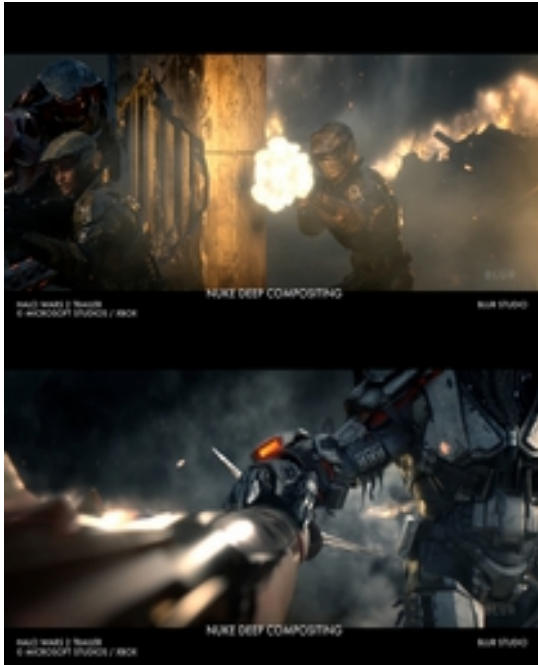 BLUR
NUKE DEEP COMPOSITING
HALO WARS 2 TRAILER
© MICROSOFT STUDIOS / XBOX
BLUR STUDIO
NUKE DEEP COMPOSITING
HALO WARS 2 TRAILER
© MICROSOFT STUDIOS / XBOX
BLUR STUDIO